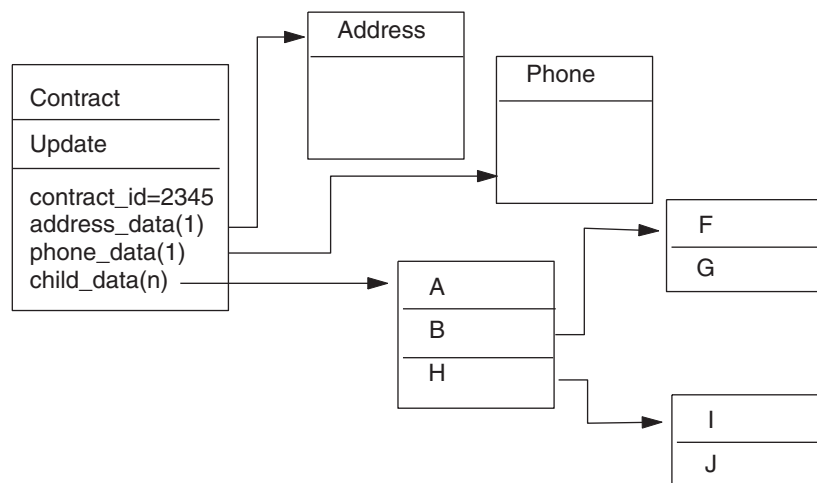 Contract
Update
contract_id=2345
address_data(1)
phone_data(1)
child_data(n)
Address
Phone
A
B
H
F
G
I
J